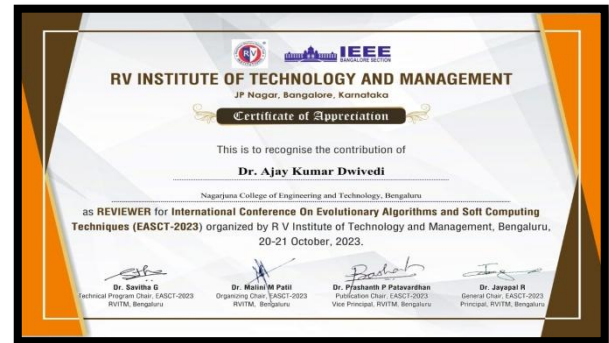 RV
IEEE
BANGALORE SECTION
RV INSTITUTE OF TECHNOLOGY AND MANAGEMENT
JP Nagar, Bangalore, Karnataka
Certificate of Appreciation
This is to recognise the contribution of
Dr. Ajay Kumar Dwivedi
Nagarjuna College of Engineering and Technology, Bengaluru
as REVIEWER for International Conference On Evolutionary Algorithms and Soft Computing
Techniques (EASCT-2023) organized by R V Institute of Technology and Management, Bengaluru,
20-21 October, 2023.
Dr. Savitha G
Technical Program Chair, EASCT-2023
RVITM, Bengaluru
Dr. Malini M Patil
Organizing Chair, EASCT-2023
RVITM, Bengaluru
Dr. Prashanth P Patavardhan
Publication Chair, EASCT-2023
Vice Principal, RVITM, Bengaluru
Dr. Jayapal R
General Chair, EASCT-2023
Principal, RVITM, Bengaluru